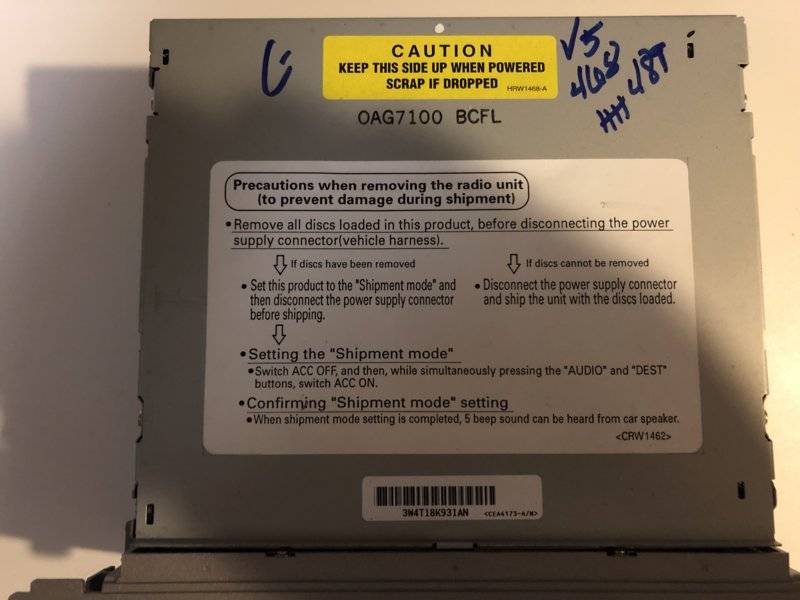 CAUTION
KEEP THIS SIDE UP WHEN POWERED
SCRAP IF DROPPED HRW1468-A
V5
468
HH 48T
OAG7100 BCFL
Precautions when removing the radio unit
(to prevent damage during shipment)
• Remove all discs loaded in this product, before disconnecting the power
supply connector(vehicle harness).
If discs have been removed
If discs cannot be removed
• Set this product to the "Shipment mode" and
then disconnect the power supply connector
before shipping.
• Disconnect the power supply connector
and ship the unit with the discs loaded.
• Setting the "Shipment mode"
• Switch ACC OFF, and then, while simultaneously pressing the "AUDIO" and "DEST"
buttons, switch ACC ON.
• Confirming "Shipment mode" setting
• When shipment mode setting is completed, 5 beep sound can be heard from car speaker.
<CRW1462>
3W4T18K931AN <CEA4173-A/N>